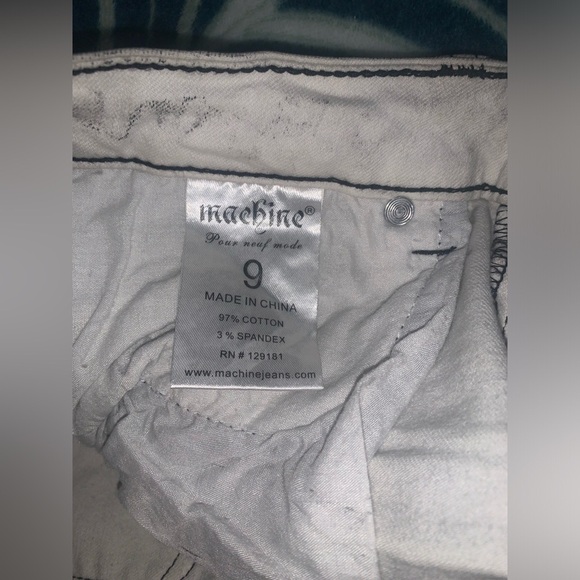 machine®
Pour neuf mode
9
MADE IN CHINA
97% COTTON
3 % SPANDEX
RN # 129181
www.machinejeans.com